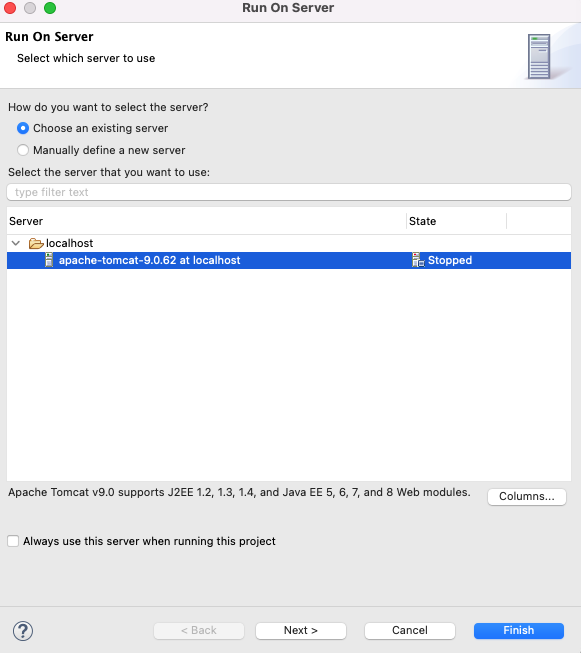 Run On Server
Run On Server
Select which server to use
How do you want to select the server?
Choose an existing server
Manually define a new server
Select the server that you want to use:
type filter text
Server State
localhost
apache-tomcat-9.0.62 at localhost Stopped
Apache Tomcat v9.0 supports J2EE 1.2, 1.3, 1.4, and Java EE 5, 6, 7, and 8 Web modules.
Columns...
Always use this server when running this project
? < Back Next > Cancel Finish